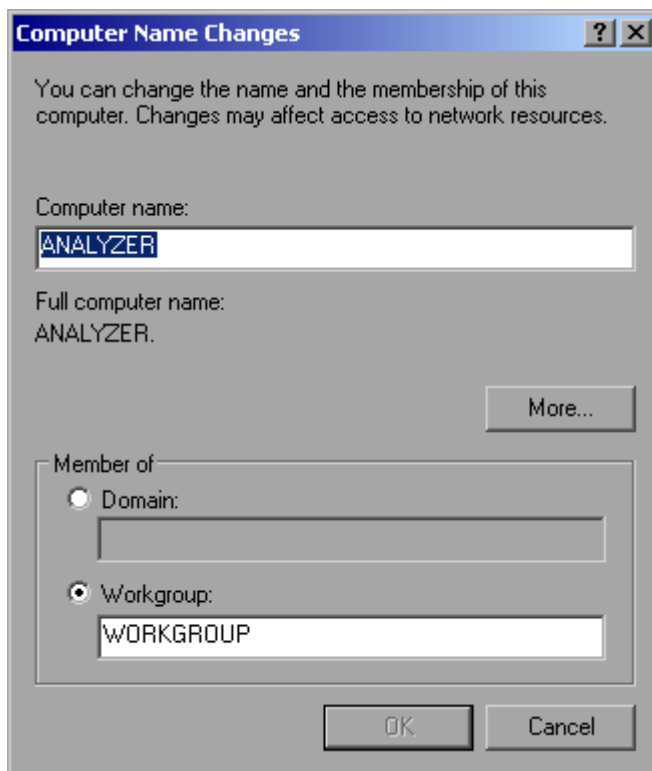 Computer Name Changes
You can change the name and the membership of this
computer. Changes may affect access to network resources.
Computer name:
ANALYZER
Full computer name:
ANALYZER.
More...
Member of
Domain:
Workgroup:
WORKGROUP
OK
Cancel